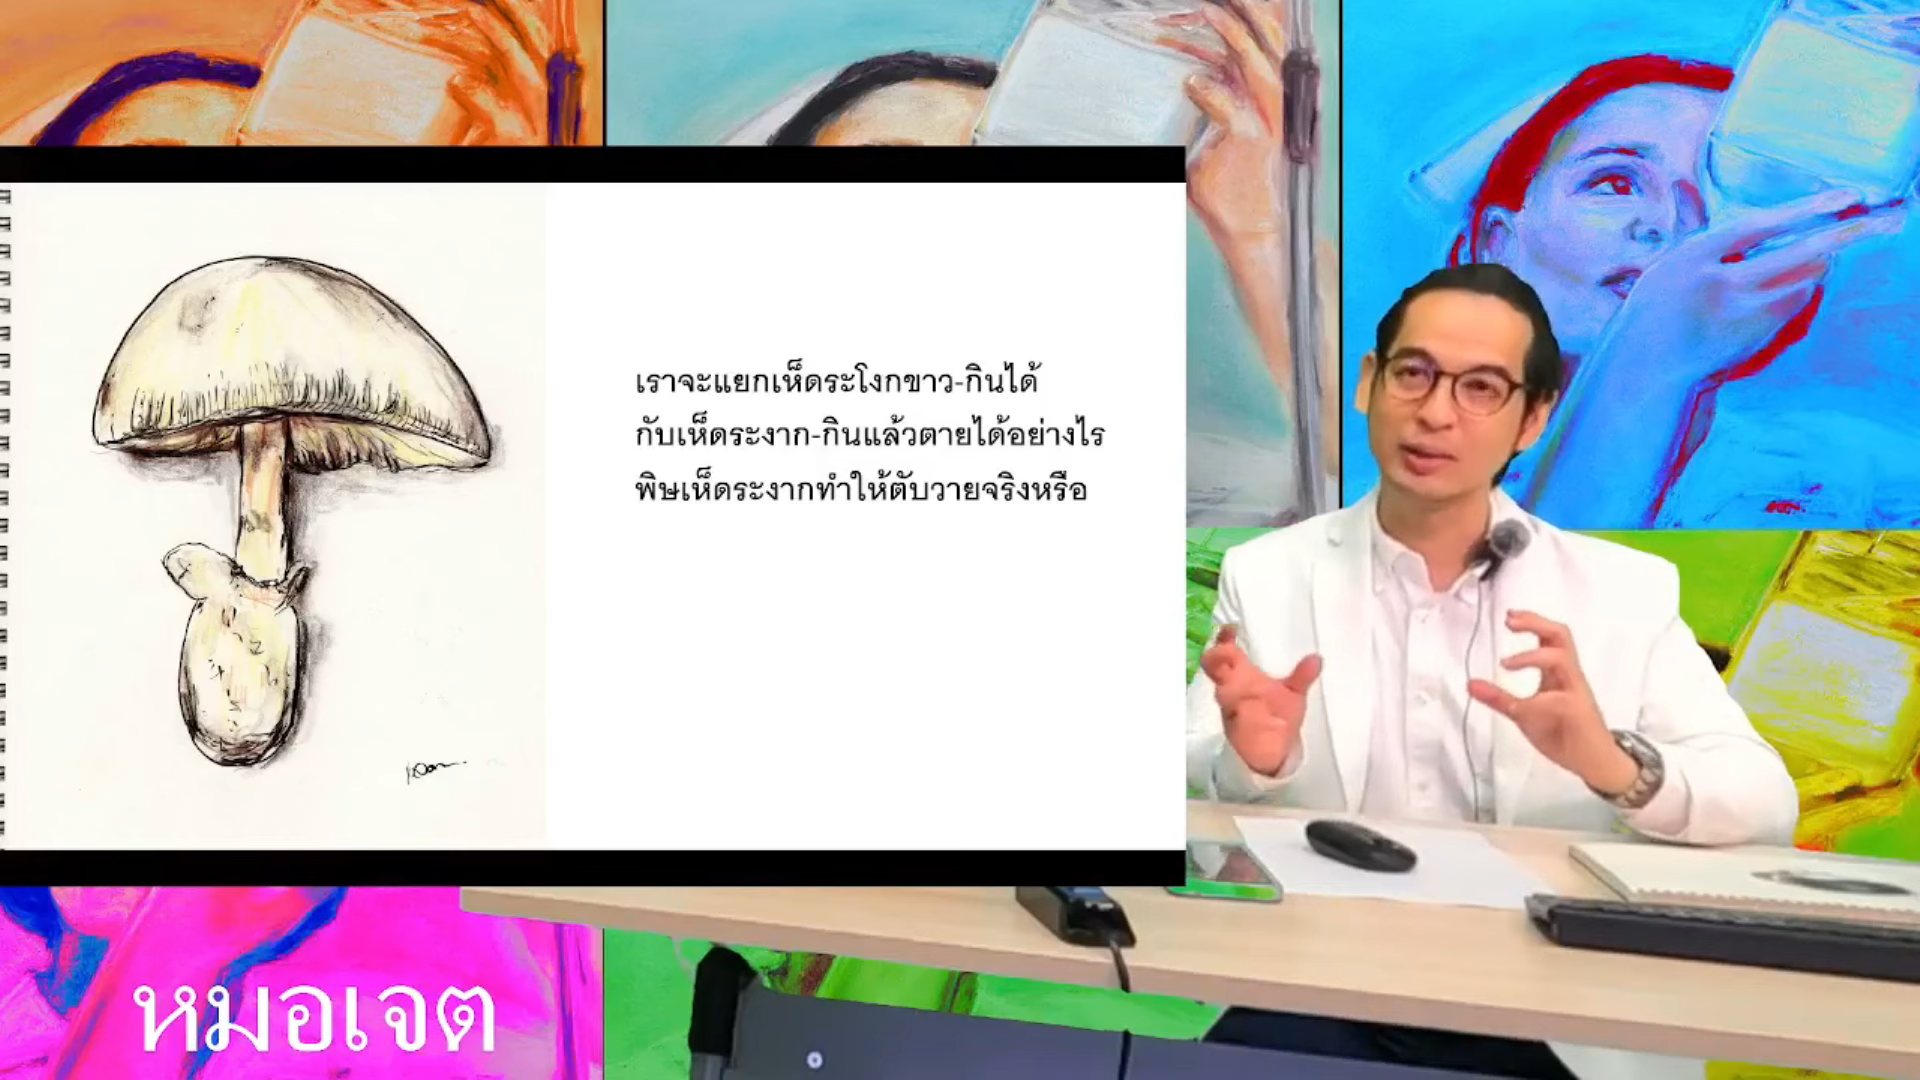 เราจะแยกเห็ดระโงกขาว-กินได้
กับเห็ดระงาก-กินแล้วตายได้อย่างไร
พิษเห็ดระงากทำให้ตับวายจริงหรือ
หมอเจต